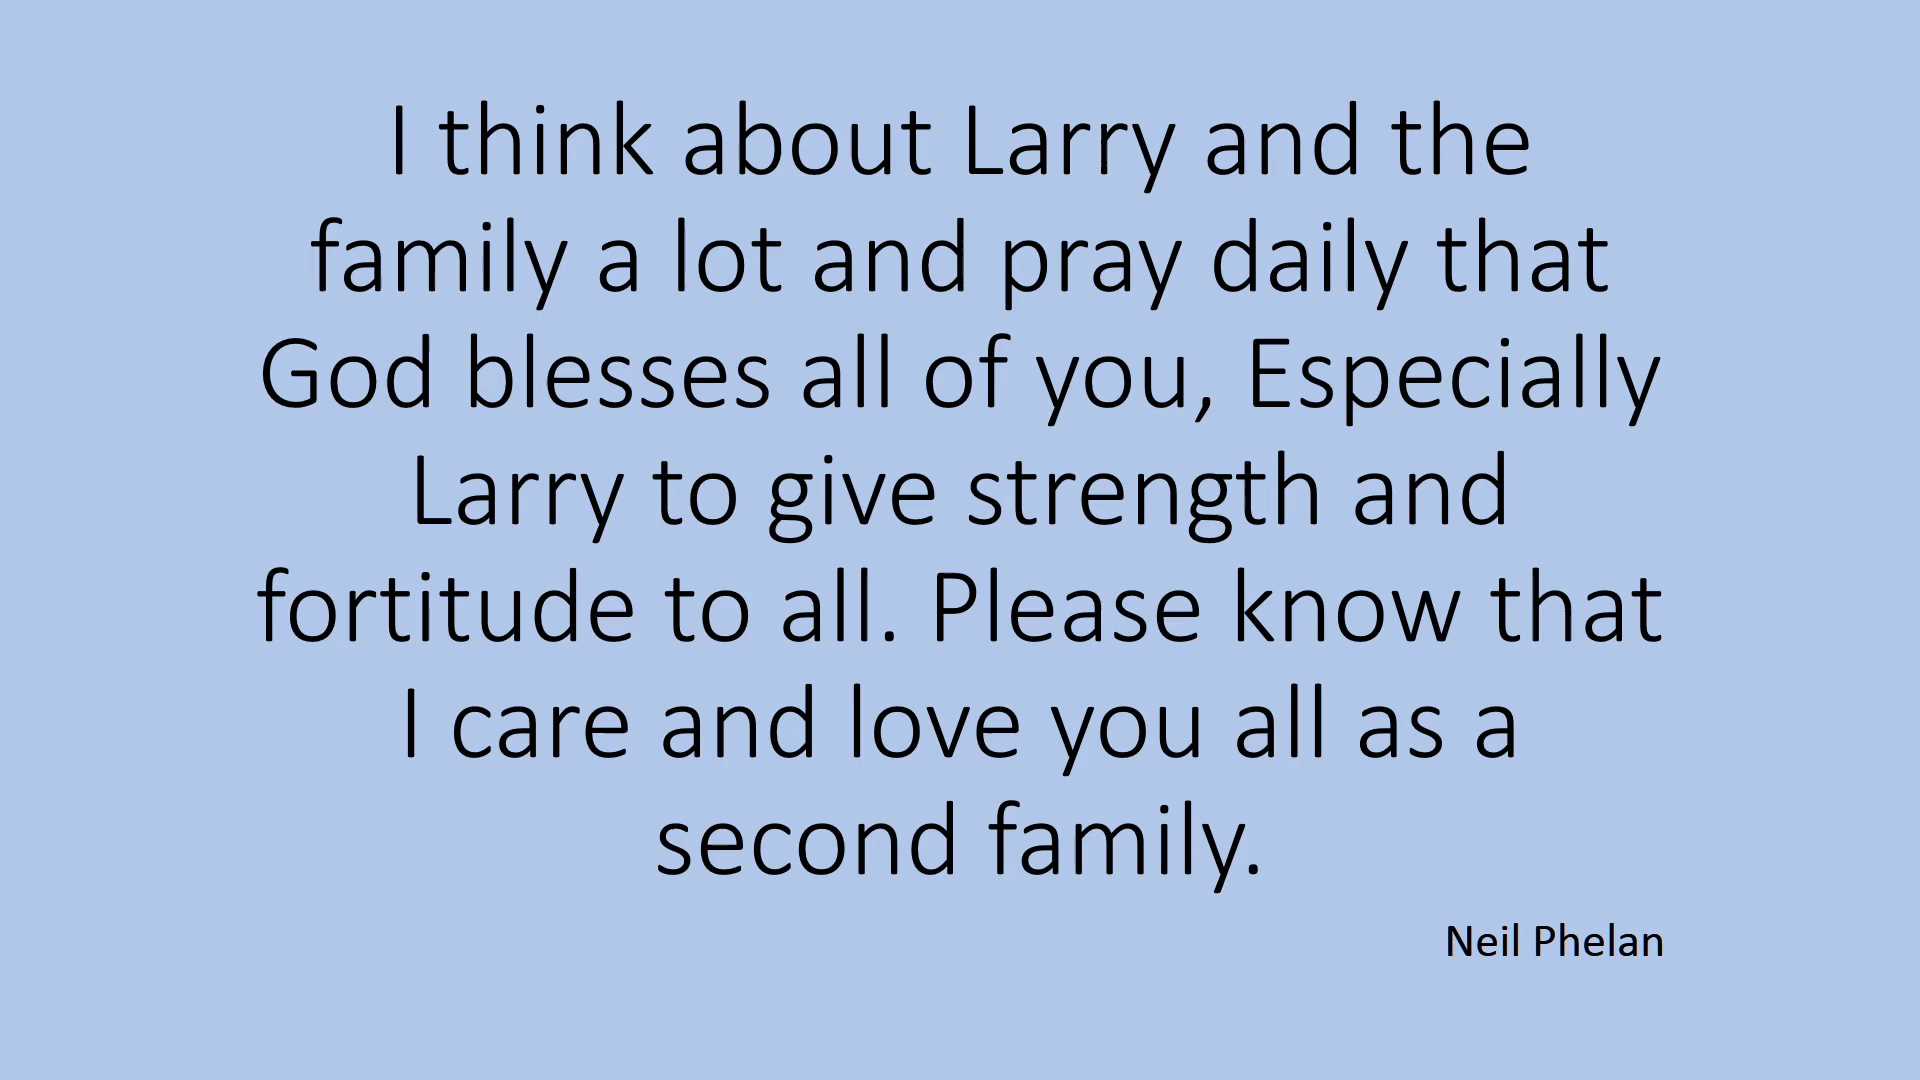 I think about Larry and the
family a lot and pray daily that
God blesses all of you, Especially
Larry to give strength and
fortitude to all. Please know that
I care and love you all as a
second family.
Neil Phelan